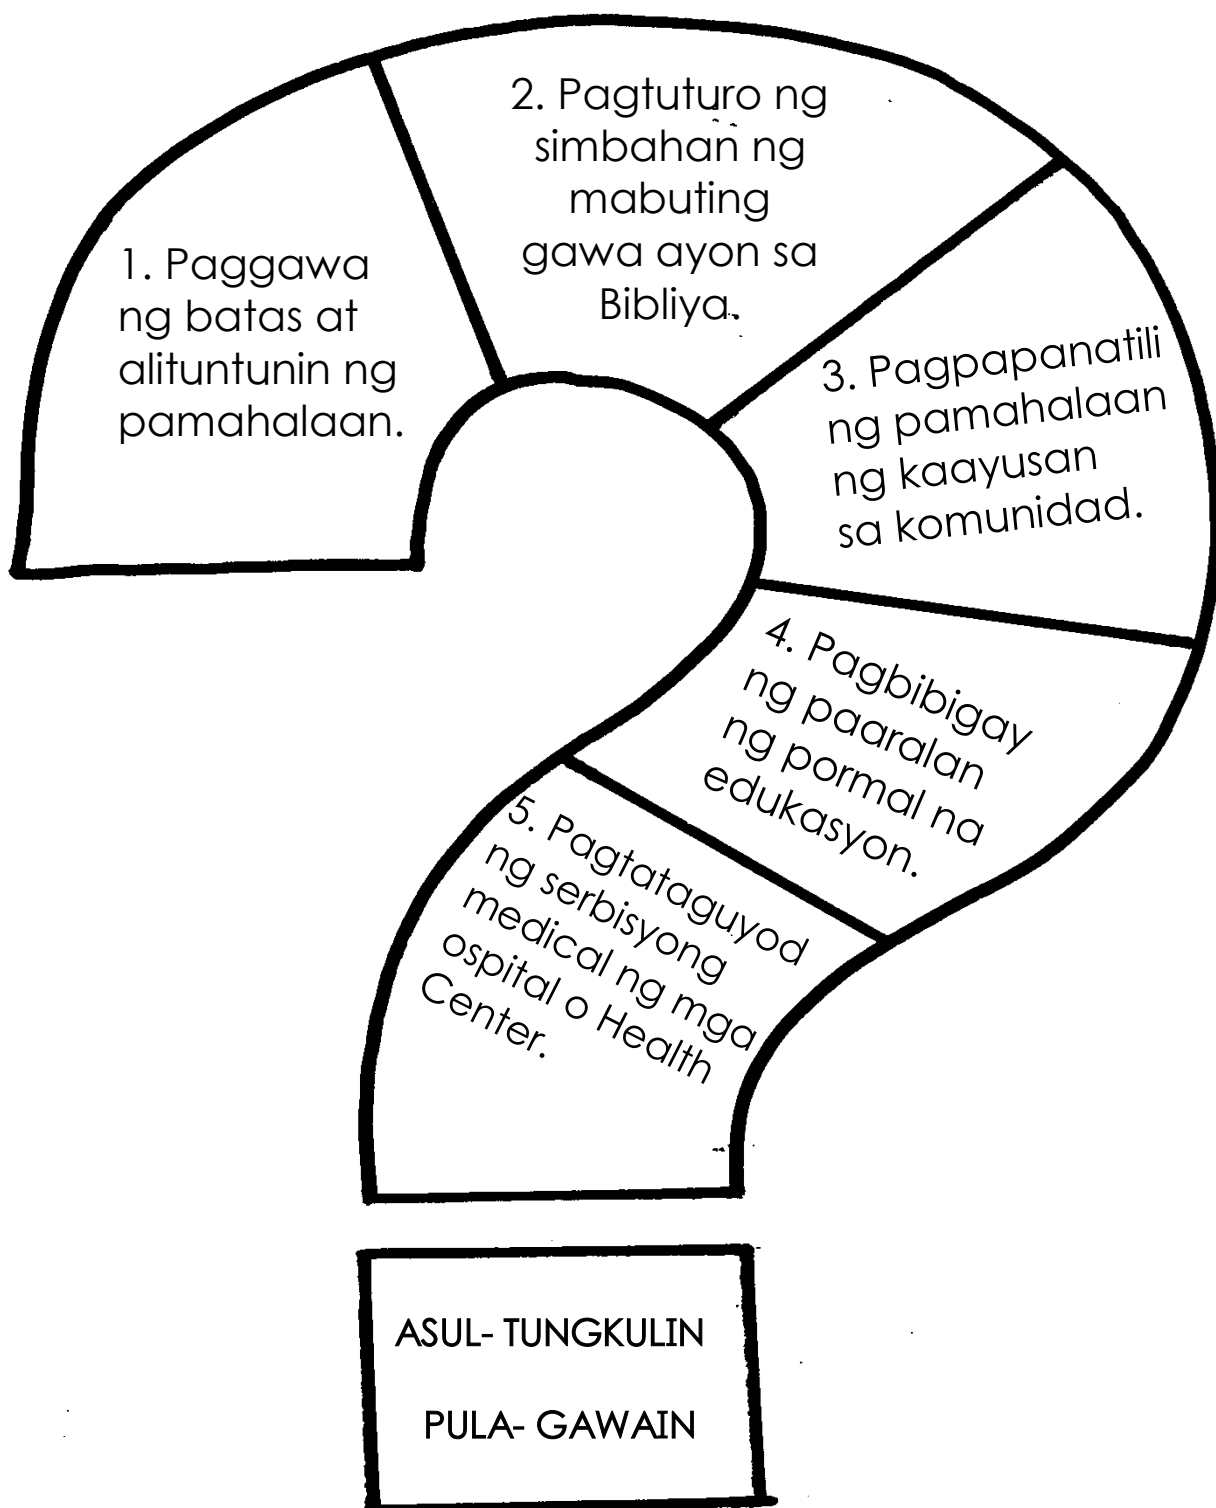 1. Paggawa
ng batas at
alituntunin ng
pamahalaan.
2. Pagtuturo ng
simbahan ng
mabuting
gawa ayon sa
Bibliya.
3. Pagpapanatili
ng pamahalaan
ng kaayusan
sa komunidad.
4. Pagbibigay
ng paaralan
ng pormal na
edukasyon.
5. Pagtataguyod
ng serbisyong
medical ng mga
ospital o Health
Center.
ASUL- TUNGKULIN
PULA- GAWAIN